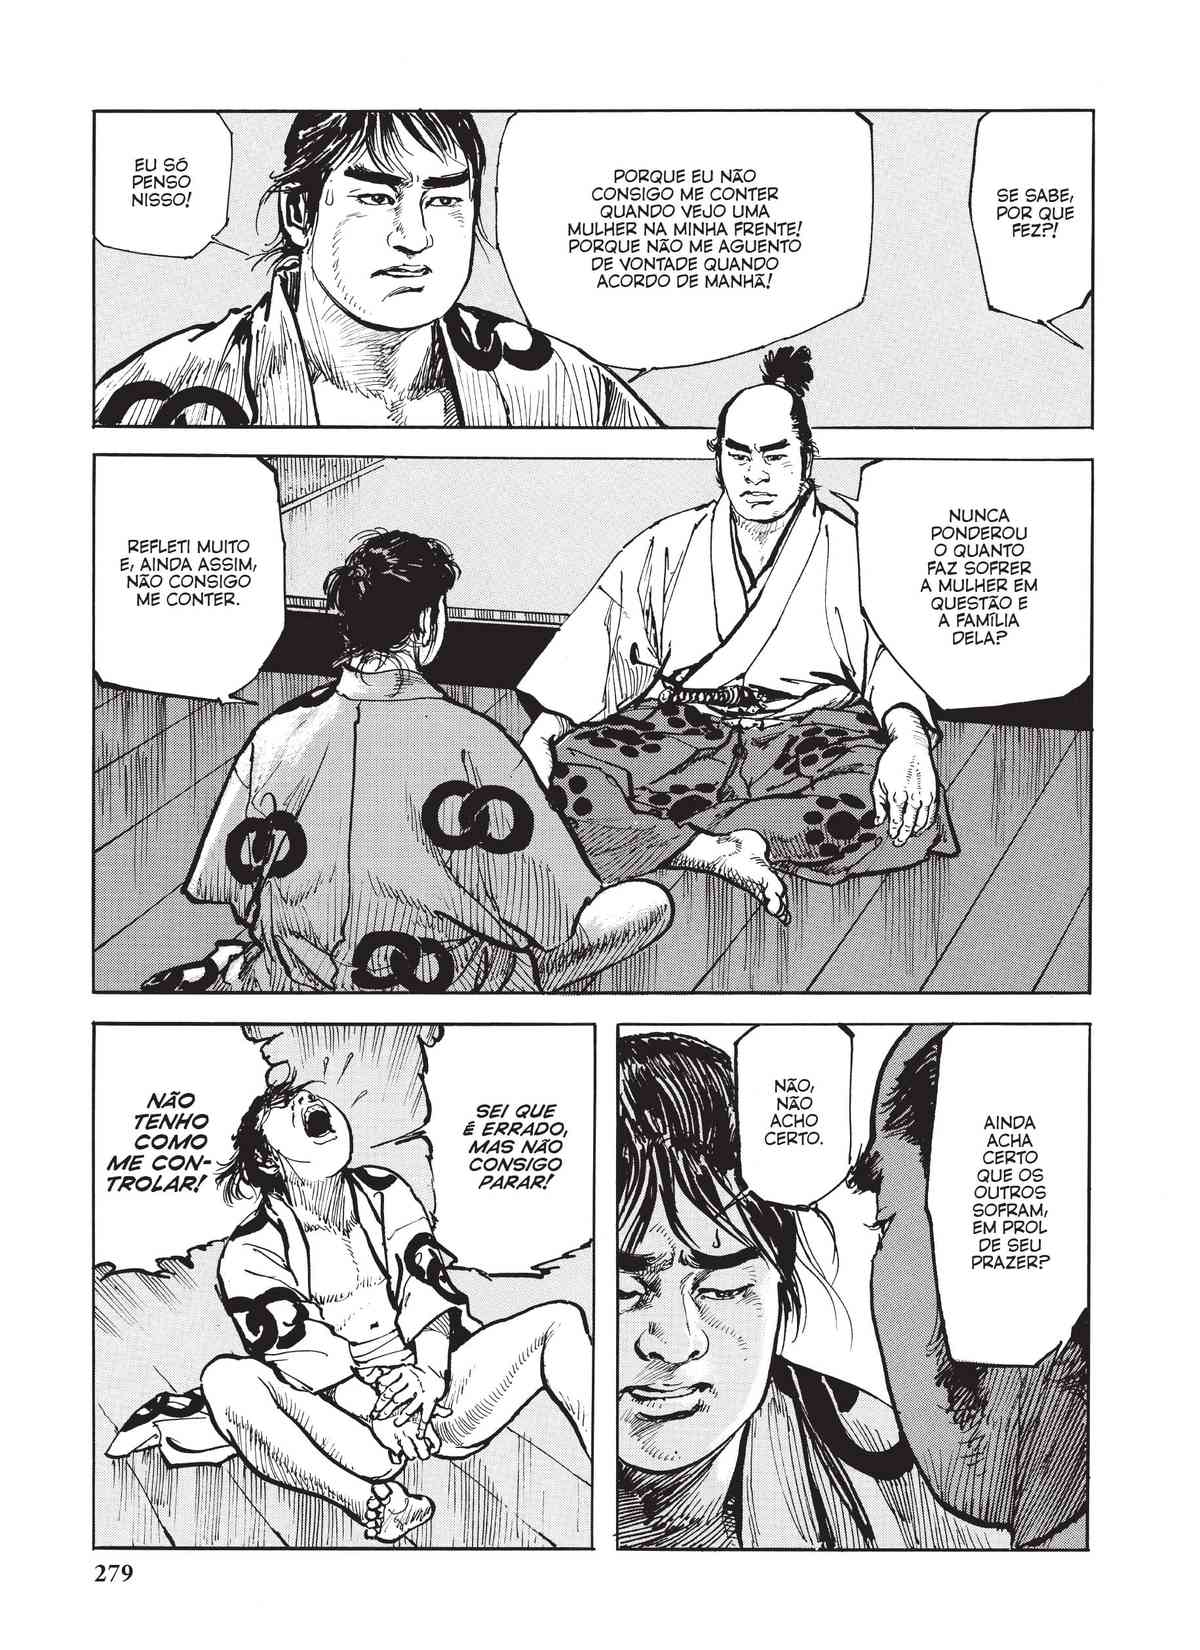 SE SABE,
POR QUE
FEZ?!
PORQUE EU NÃO
CONSIGO ME CONTER
QUANDO VEJO UMA
MULHER NA MINHA FRENTE!
PORQUE NÃO ME AGUENTO
DE VONTADE QUANDO
ACORDO DE MANHÃ!
EU SÓ
PENSO
NISSO!
NUNCA
PONDEROU
O QUANTO
FAZ SOFRER
A MULHER EM
QUESTÃO E
A FAMÍLIA
DELA?
REFLETI MUITO
E, AINDA ASSIM,
NÃO CONSIGO
ME CONTER.
AINDA
ACHA
CERTO
QUE OS
OUTROS
SOFRAM,
EM PROL
DE SEU
PRAZER?
NÃO,
NÃO
ACHO
CERTO.
SEI QUE
É ERRADO,
MAS NÃO
CONSIGO
PARAR!
NÃO
TENHO
COMO
ME CON-
TROLAR!
279